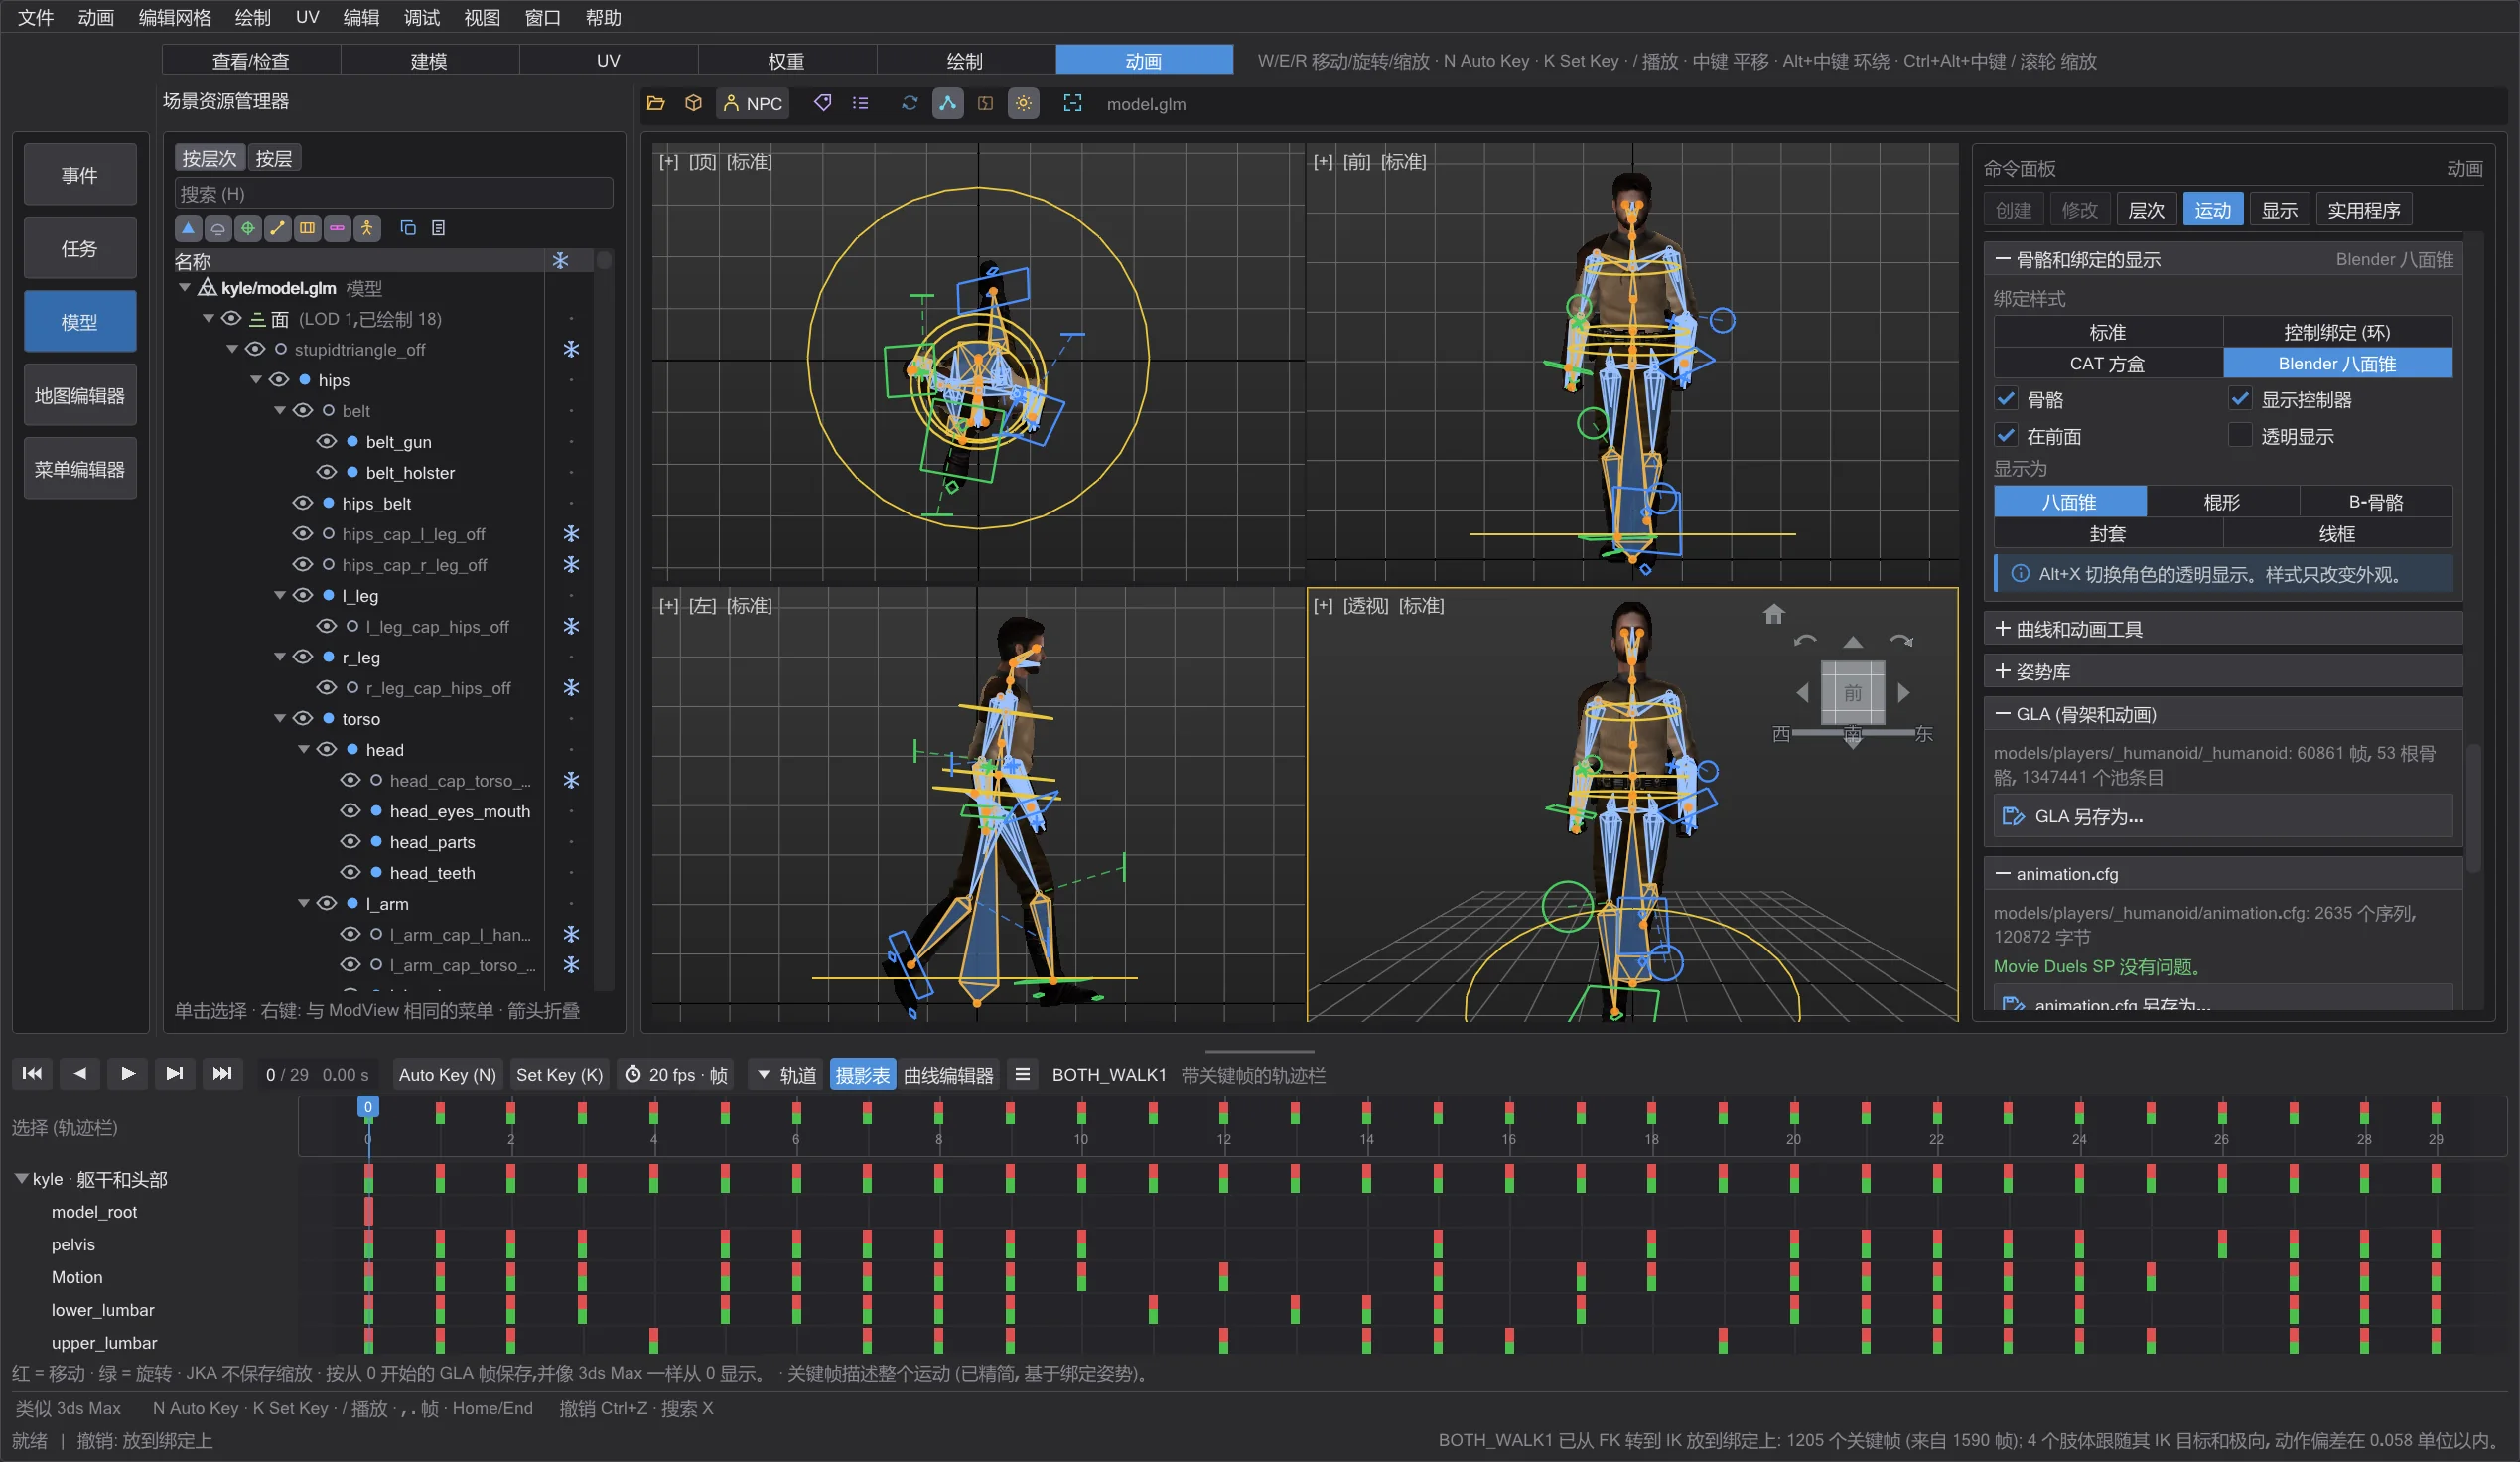 文件 动画 编辑网格 绘制 UV 编辑 调试 视图 窗口 帮助
查看/检查 建模 UV 权重 绘制 动画 W/E/R 移动/旋转/缩放 · N Auto Key · K Set Key · / 播放 · 中键 平移 · Alt+中键 环绕 · Ctrl+Alt+中键 / 滚轮 缩放
场景资源管理器
NPC model.glm
事件
任务
模型
地图编辑器
菜单编辑器
按层次 按层
搜索 (H)
名称
kyle/model.glm 模型
面 (LOD 1,已绘制 18)
stupidtriangle_off
hips
belt
belt_gun
belt_holster
hips_belt
hips_cap_l_leg_off
hips_cap_r_leg_off
l_leg
l_leg_cap_hips_off
r_leg
r_leg_cap_hips_off
torso
head
head_cap_torso_...
head_eyes_mouth
head_parts
head_teeth
l_arm
l_arm_cap_l_han...
l_arm_cap_torso_...
单击选择 · 右键: 与 ModView 相同的菜单 · 箭头折叠
[+] [顶] [标准]
[+] [前] [标准]
[+] [左] [标准]
[+] [透视] [标准]
前
西 南 东
命令面板 动画
创建 修改 层次 运动 显示 实用程序
骨骼和绑定的显示 Blender 八面锥
绑定样式
标准 控制绑定 (环)
CAT 方盒 Blender 八面锥
骨骼 显示控制器
在前面 透明显示
显示为
八面锥 棍形 B-骨骼
封套 线框
Alt+X 切换角色的透明显示。样式只改变外观。
曲线和动画工具
姿势库
GLA (骨架和动画)
models/players/_humanoid/_humanoid: 60861 帧, 53 根骨
骼, 1347441 个池条目
GLA 另存为...
animation.cfg
models/players/_humanoid/animation.cfg: 2635 个序列,
120872 字节
Movie Duels SP 没有问题。
animation.cfg 另存为...
0 / 29 0.00 s Auto Key (N) Set Key (K) 20 fps · 帧 轨道 摄影表 曲线编辑器 BOTH_WALK1 带关键帧的轨迹栏
选择 (轨迹栏)
0
0 2 4 6 8 10 12 14 16 18 20 22 24 26 28 29
kyle · 躯干和头部
model_root
pelvis
Motion
lower_lumbar
upper_lumbar
红 = 移动 · 绿 = 旋转 · JKA 不保存缩放 · 按从 0 开始的 GLA 帧保存,并像 3ds Max 一样从 0 显示。 · 关键帧描述整个运动 (已精简, 基于绑定姿势)。
类似 3ds Max N Auto Key · K Set Key · / 播放 · , . 帧 · Home/End 撤销 Ctrl+Z · 搜索 X
就绪 | 撤销: 放到绑定上
BOTH_WALK1 已从 FK 转到 IK 放到绑定上: 1205 个关键帧 (来自 1590 帧); 4 个肢体跟随其 IK 目标和极向, 动作偏差在 0.058 单位以内。